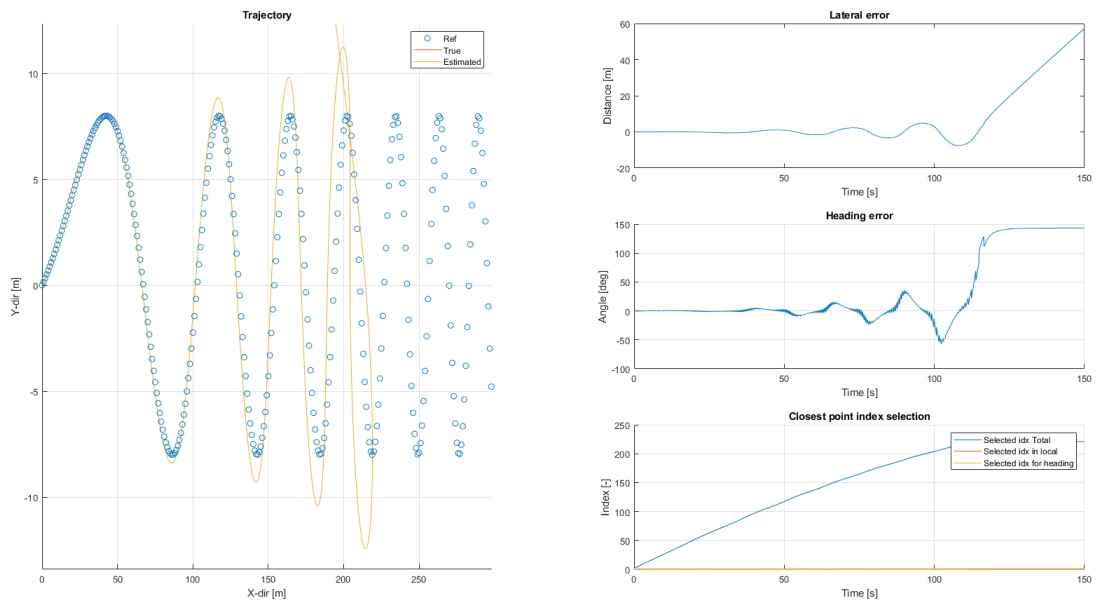 Trajectory
Ref
True
Estimated
10
5
0
-5
-10
Y-dir [m]
0 50 100 150 200 250
X-dir [m]
Lateral error
60
40
20
0
-20
Distance [m]
0 50 100 150
Time [s]
Heading error
150
100
50
0
-50
-100
Angle [deg]
0 50 100 150
Time [s]
Closest point index selection
Selected idx Total
Selected idx in local
Selected idx for heading
250
200
150
100
50
0
Index [-]
0 50 100 150
Time [s]